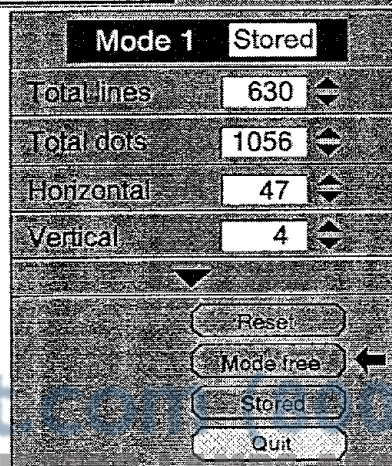 Mode 1 Stored
Total lines 630
Total dots 1056
Horizontal 47
Vertical 4
Reset
Mode free
Stored
Quit